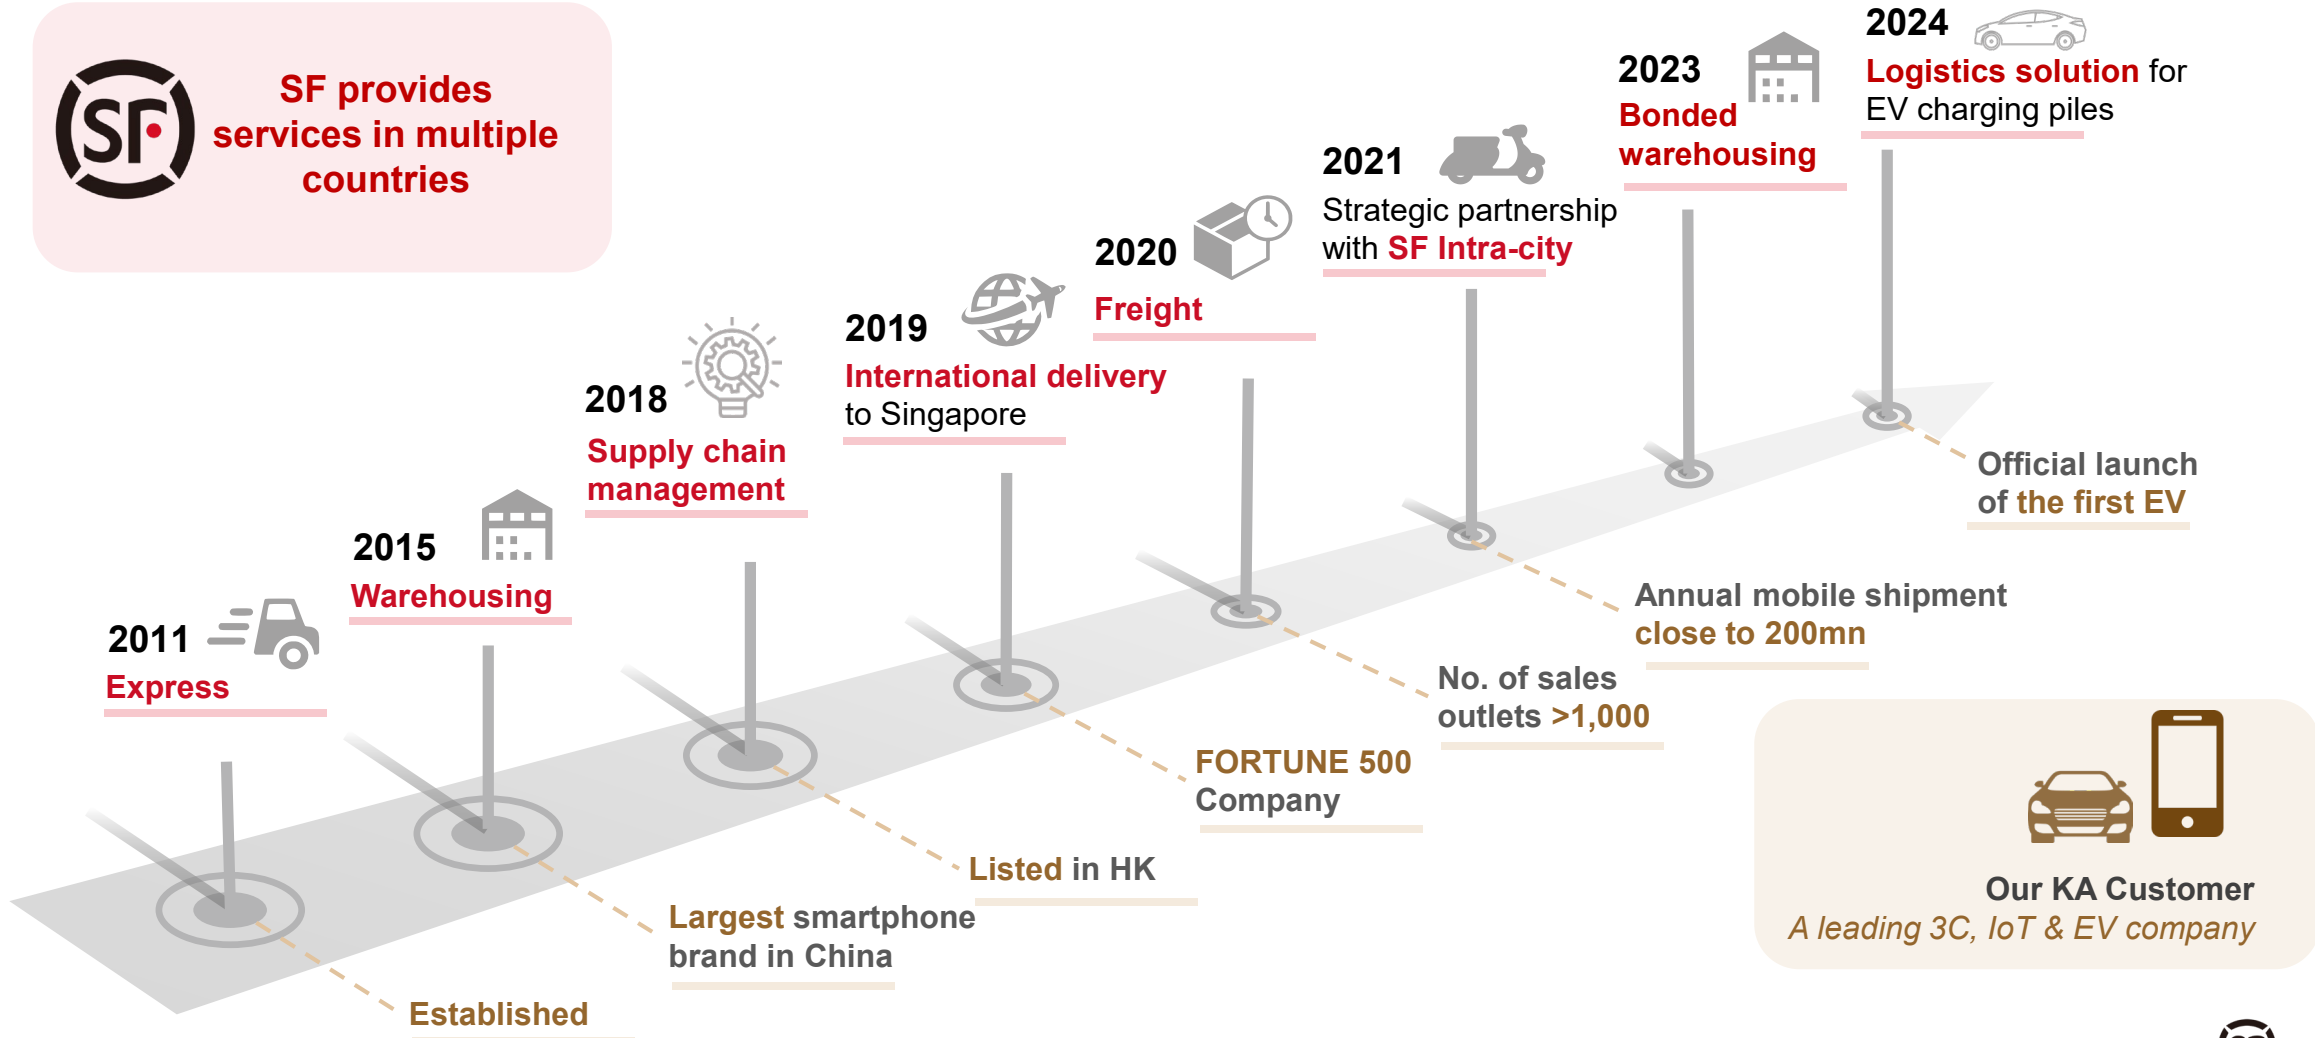 SF
SF provides
services in multiple
countries
2011
Express
2015
Warehousing
2018
Supply chain
management
2019
International delivery
to Singapore
2020
Freight
2021
Strategic partnership
with SF Intra-city
2023
Bonded
warehousing
2024
Logistics solution for
EV charging piles
Established
Largest smartphone
brand in China
Listed in HK
FORTUNE 500
Company
No. of sales
outlets >1,000
Annual mobile shipment
close to 200mn
Official launch
of the first EV
Our KA Customer
A leading 3C, IoT & EV company